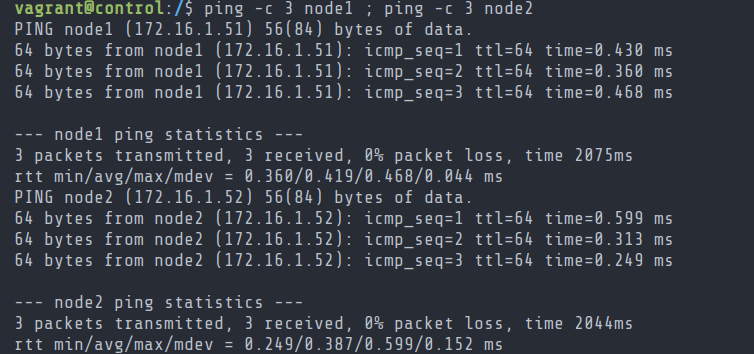 vagrant@control:/$ ping -c 3 node1 ; ping -c 3 node2
PING node1 (172.16.1.51) 56(84) bytes of data.
64 bytes from node1 (172.16.1.51): icmp_seq=1 ttl=64 time=0.430 ms
64 bytes from node1 (172.16.1.51): icmp_seq=2 ttl=64 time=0.360 ms
64 bytes from node1 (172.16.1.51): icmp_seq=3 ttl=64 time=0.468 ms

--- node1 ping statistics ---
3 packets transmitted, 3 received, 0% packet loss, time 2075ms
rtt min/avg/max/mdev = 0.360/0.419/0.468/0.044 ms
PING node2 (172.16.1.52) 56(84) bytes of data.
64 bytes from node2 (172.16.1.52): icmp_seq=1 ttl=64 time=0.599 ms
64 bytes from node2 (172.16.1.52): icmp_seq=2 ttl=64 time=0.313 ms
64 bytes from node2 (172.16.1.52): icmp_seq=3 ttl=64 time=0.249 ms

--- node2 ping statistics ---
3 packets transmitted, 3 received, 0% packet loss, time 2044ms
rtt min/avg/max/mdev = 0.249/0.387/0.599/0.152 ms